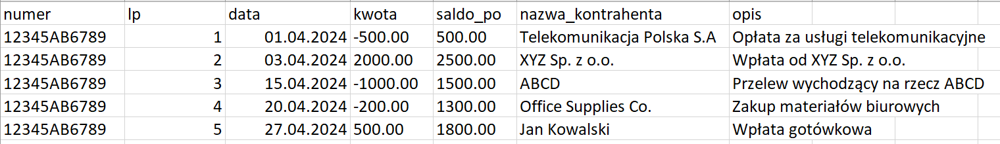 numer lp data kwota saldo_po nazwa_kontrahenta opis
12345AB6789 1 01.04.2024 -500.00 500.00 Telekomunikacja Polska S.A Opłata za usługi telekomunikacyjne
12345AB6789 2 03.04.2024 2000.00 2500.00 XYZ Sp. z o.o. Wpłata od XYZ Sp. z o.o.
12345AB6789 3 15.04.2024 -1000.00 1500.00 ABCD Przelew wychodzący na rzecz ABCD
12345AB6789 4 20.04.2024 -200.00 1300.00 Office Supplies Co. Zakup materiałów biurowych
12345AB6789 5 27.04.2024 500.00 1800.00 Jan Kowalski Wpłata gotówkowa